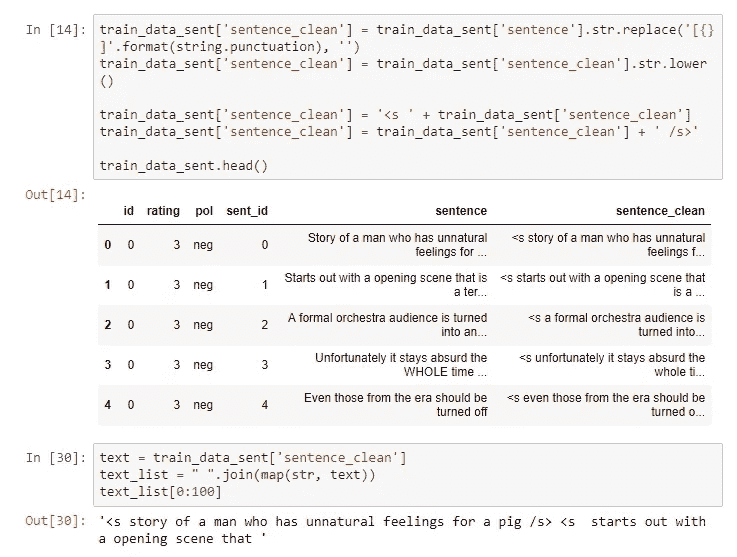 In [14]: train_data_sent['sentence_clean'] = train_data_sent['sentence'].str.replace('[{}
]'.format(string.punctuation), '')
train_data_sent['sentence_clean'] = train_data_sent['sentence_clean'].str.lower
()
train_data_sent['sentence_clean'] = '<s ' + train_data_sent['sentence_clean']
train_data_sent['sentence_clean'] = train_data_sent['sentence_clean'] + ' /s>'
train_data_sent.head()
Out[14]:
id rating pol sent_id sentence sentence_clean
0 0 3 neg 0 Story of a man who has unnatural feelings for ... <s story of a man who has unnatural feelings f...
1 0 3 neg 1 Starts out with a opening scene that is a ter... <s starts out with a opening scene that is a ...
2 0 3 neg 2 A formal orchestra audience is turned into an... <s a formal orchestra audience is turned into...
3 0 3 neg 3 Unfortunately it stays absurd the WHOLE time ... <s unfortunately it stays absurd the whole ti...
4 0 3 neg 4 Even those from the era should be turned off <s even those from the era should be turned o...
In [30]: text = train_data_sent['sentence_clean']
text_list = " ".join(map(str, text))
text_list[0:100]
Out[30]: '<s story of a man who has unnatural feelings for a pig /s> <s  starts out with
a opening scene that '